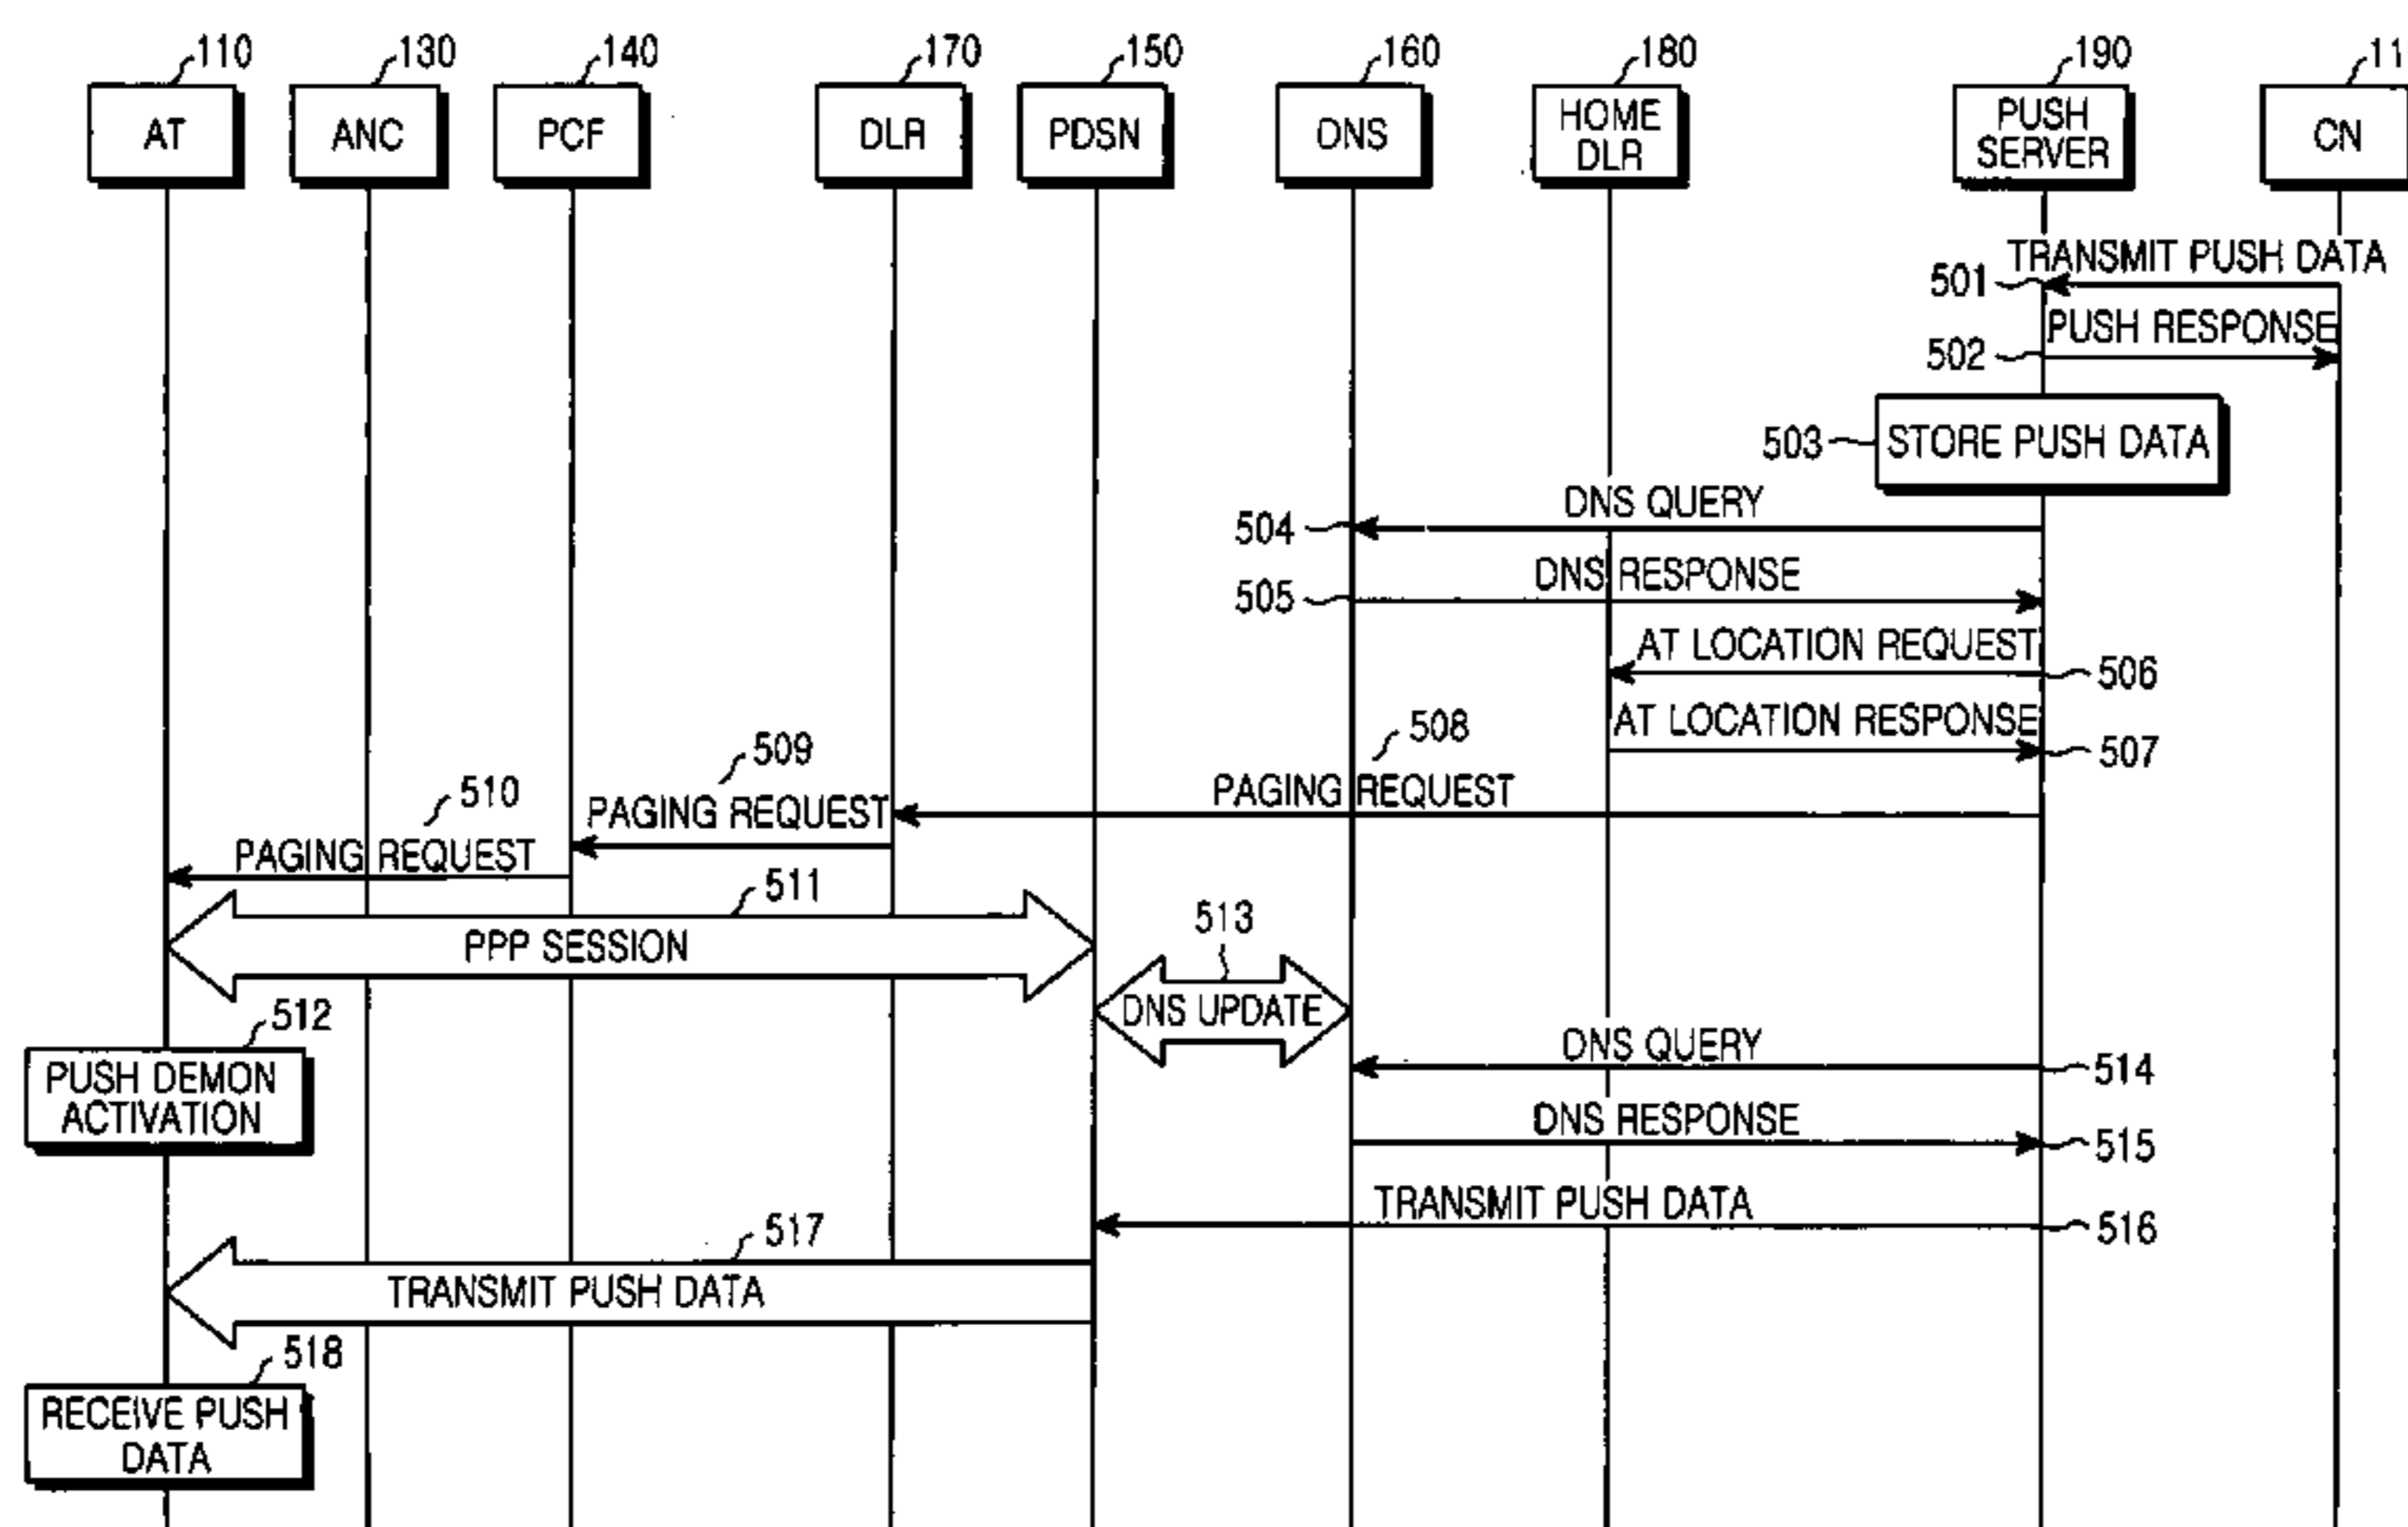 110
130
140
170
150
160
180
190
11
AT
ANC
PCF
DLR
PDSN
DNS
HOME
DLR
PUSH
SERVER
CN
TRANSMIT PUSH DATA
501
PUSH RESPONSE
502
503
STORE PUSH DATA
DNS QUERY
504
DNS RESPONSE
505
AT LOCATION REQUEST
506
AT LOCATION RESPONSE
507
508
PAGING REQUEST
509
PAGING REQUEST
510
PAGING REQUEST
511
PPP SESSION
513
DNS UPDATE
512
PUSH DEMON
ACTIVATION
DNS QUERY
514
DNS RESPONSE
515
TRANSMIT PUSH DATA
516
517
TRANSMIT PUSH DATA
518
RECEIVE PUSH
DATA